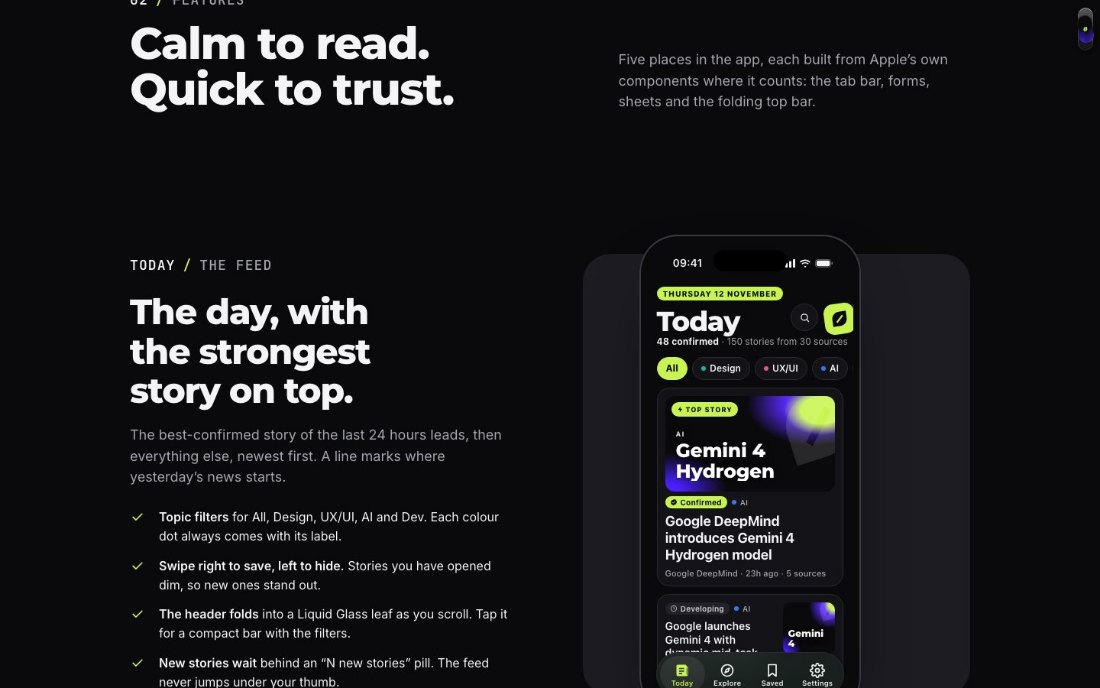 02 / FEATURES
Calm to read.
Quick to trust.
Five places in the app, each built from Apple’s own
components where it counts: the tab bar, forms,
sheets and the folding top bar.
TODAY / THE FEED
The day, with
the strongest
story on top.
The best-confirmed story of the last 24 hours leads, then
everything else, newest first. A line marks where
yesterday’s news starts.
Topic filters for All, Design, UX/UI, AI and Dev. Each colour
dot always comes with its label.
Swipe right to save, left to hide. Stories you have opened
dim, so new ones stand out.
The header folds into a Liquid Glass leaf as you scroll. Tap it
for a compact bar with the filters.
New stories wait behind an “N new stories” pill. The feed
never jumps under your thumb.
09:41
THURSDAY 12 NOVEMBER
Today
48 confirmed · 150 stories from 30 sources
All Design UX/UI AI
TOP STORY
AI
Gemini 4
Hydrogen
Confirmed AI
Google DeepMind
introduces Gemini 4
Hydrogen model
Google DeepMind · 23h ago · 5 sources
Developing AI
Google launches
Gemini 4 with
dynamic mid-task
Gemini
4
Today Explore Saved Settings